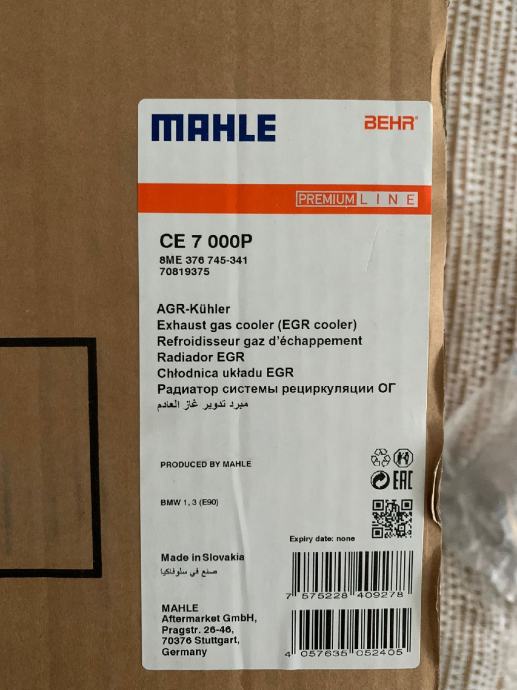 MAHLE
BEHR®
PREMIUM LINE
CE 7 000P
8ME 376 745-341
70819375
AGR-Kühler
Exhaust gas cooler (EGR cooler)
Refroidisseur gaz d'échappement
Radiador EGR
Chłodnica układu EGR
Радиатор системы рециркуляции ОГ
مبرد تدوير غاز العادم
PRODUCED BY MAHLE
EAC
BMW 1, 3 (E90)
Expiry date: none
Made in Slovakia
صنع في سلوفاكيا
7 575228 409278
MAHLE
Aftermarket GmbH,
Pragstr. 26-46,
70376 Stuttgart,
Germany
4 057635 052405